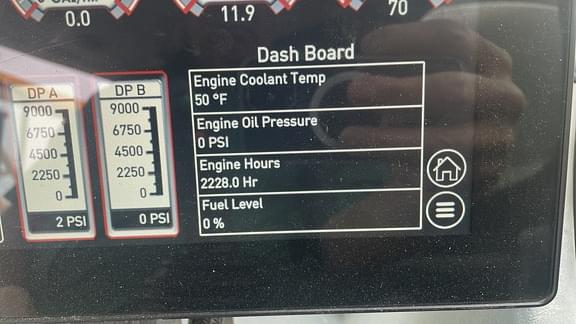 0.0
11.9
70
Dash Board
DP A
9000
6750
4500
2250
0
2 PSI
DP B
9000
6750
4500
2250
0
0 PSI
Engine Coolant Temp
50 °F
Engine Oil Pressure
0 PSI
Engine Hours
2228.0 Hr
Fuel Level
0 %